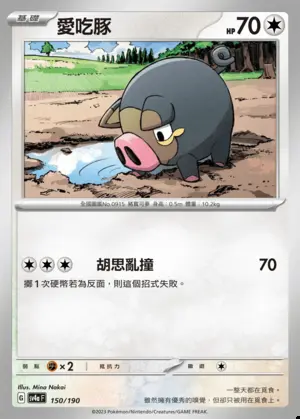 基礎
愛吃豚
HP 70
全國圖鑑No.0915 豬寶可夢 身高：0.5m 體重：10.2kg
胡思亂撞 70
擲1次硬幣若為反面，則這個招式失敗。
弱點 ×2 抵抗力 撤退
Illus. Mina Nakai
G sv4a F 150/190
一整天都在覓食。
雖然擁有優秀的嗅覺，但卻只被用在覓食上。
©2023 Pokémon/Nintendo/Creatures/GAME FREAK.